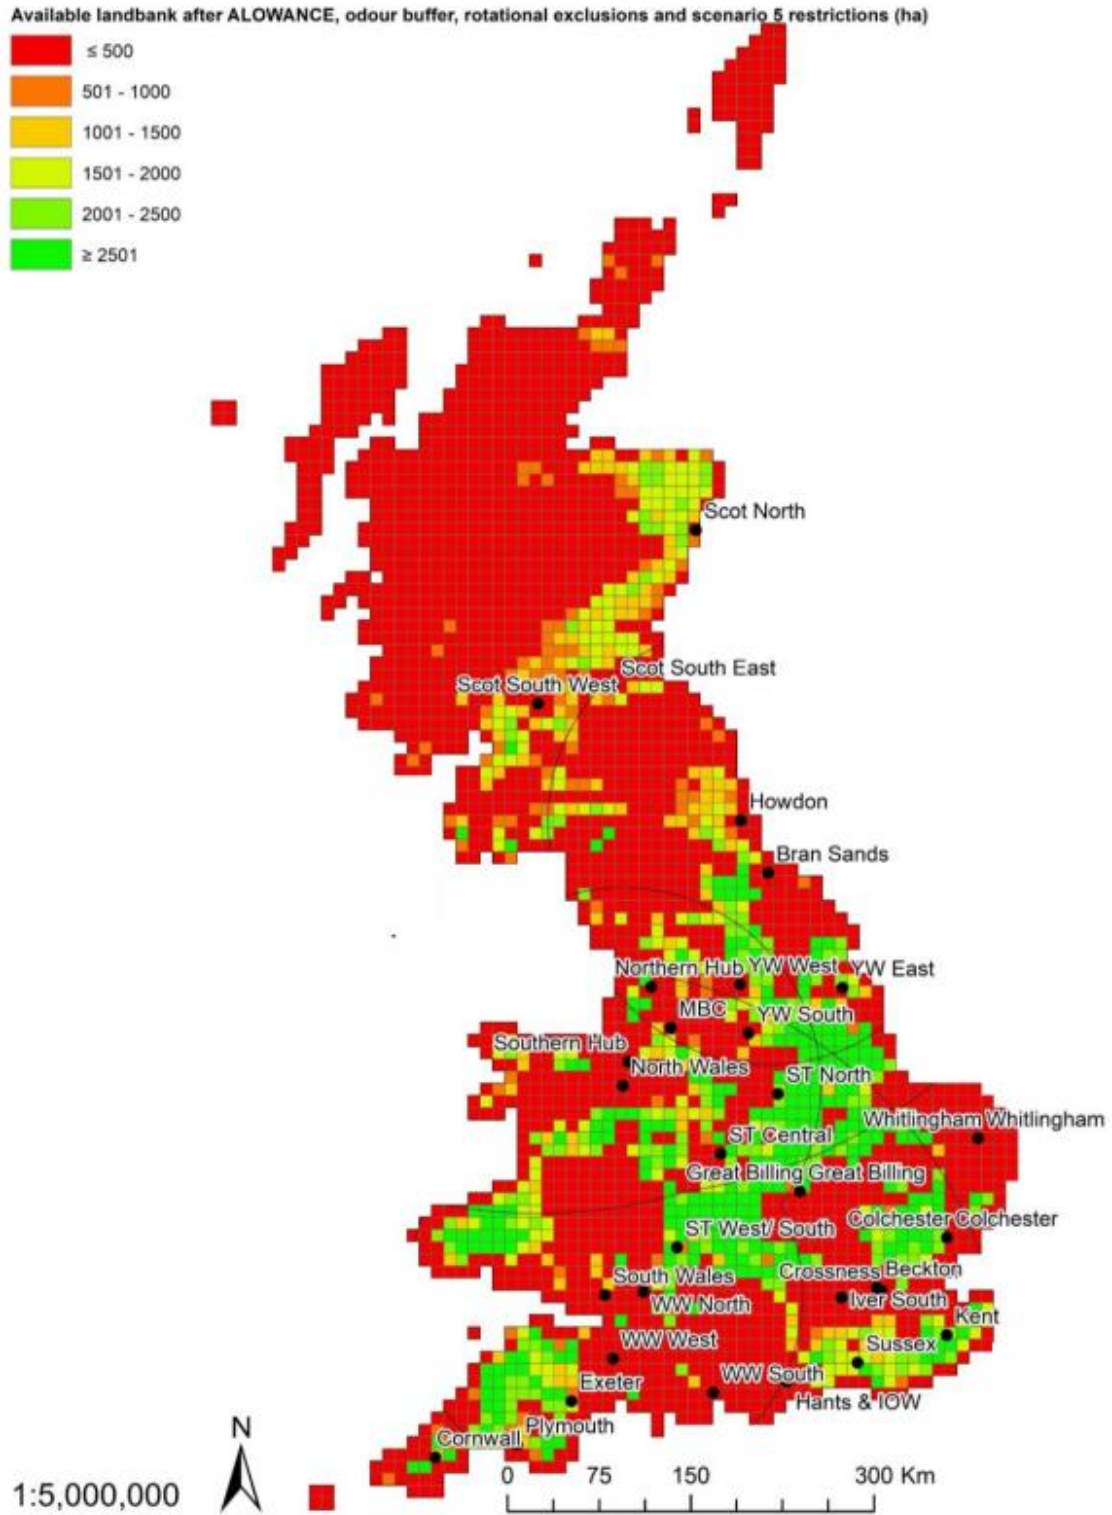 Available landbank after ALOWANCE, odour buffer, rotational exclusions and scenario 5 restrictions (ha)
≤ 500
501 - 1000
1001 - 1500
1501 - 2000
2001 - 2500
≥ 2501
Scot North
Scot South East
Scot South West
Howdon
Bran Sands
Northern Hub
YW West
YW East
MBC
YW South
Southern Hub
North Wales
ST North
Whitlingham Whitlingham
ST Central
Great Billing Great Billing
Colchester Colchester
ST West/ South
Crossness Beckton
South Wales
Iver South
WW North
Kent
Sussex
WW West
WW South
Exeter
Hants & IOW
Plymouth
Cornwall
N
0 75 150 300 Km
1:5,000,000